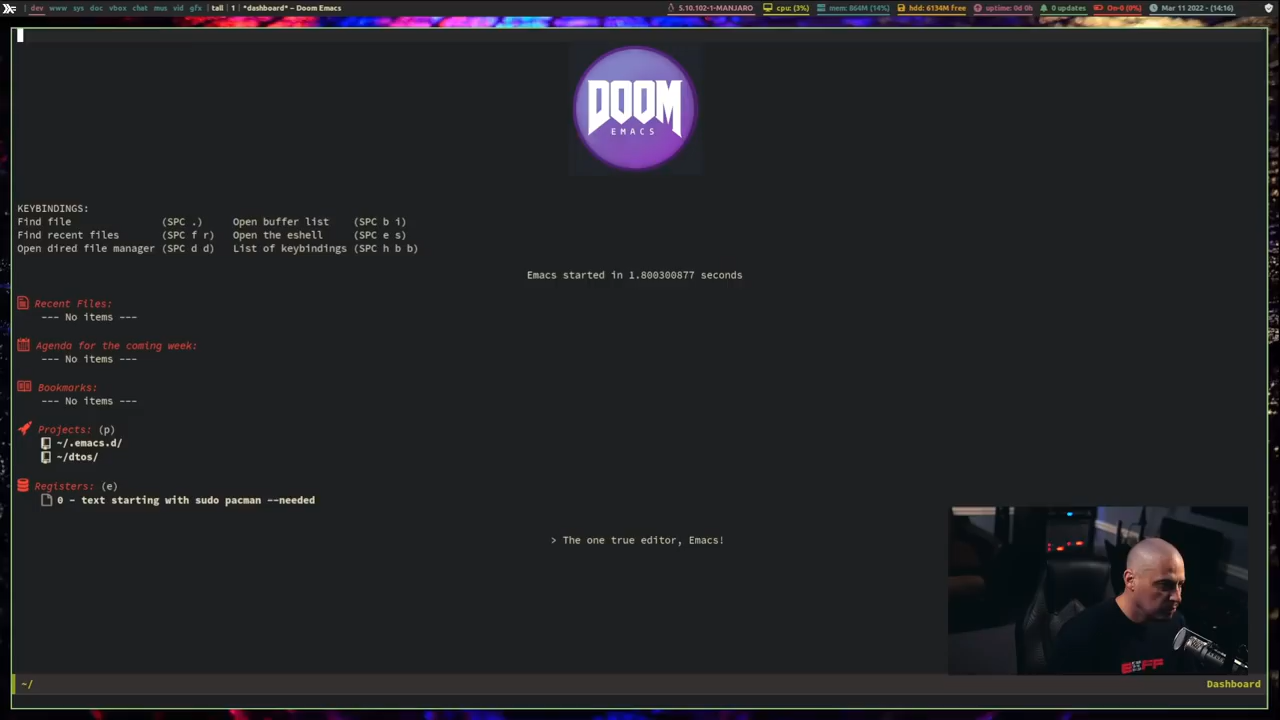 dev www sys doc vbox chat mus vid gfx tall 1 *dashboard* – Doom Emacs 5.10.102-1-MANJARO cpu: (3%) mem: 864M (14%) hdd: 6134M free uptime: 0d 0h 0 updates Mar 11 2022 - (14:16)
DOOM
EMACS
KEYBINDINGS:
Find file (SPC .) Open buffer list (SPC b i)
Find recent files (SPC f r) Open the eshell (SPC e s)
Open dired file manager (SPC d d) List of keybindings (SPC h b b)
Emacs started in 1.800300877 seconds
Recent Files:
--- No items ---
Agenda for the coming week:
--- No items ---
Bookmarks:
--- No items ---
Projects: (p)
~/.emacs.d/
~/dtos/
Registers: (e)
0 - text starting with sudo pacman --needed
> The one true editor, Emacs!
~/ Dashboard